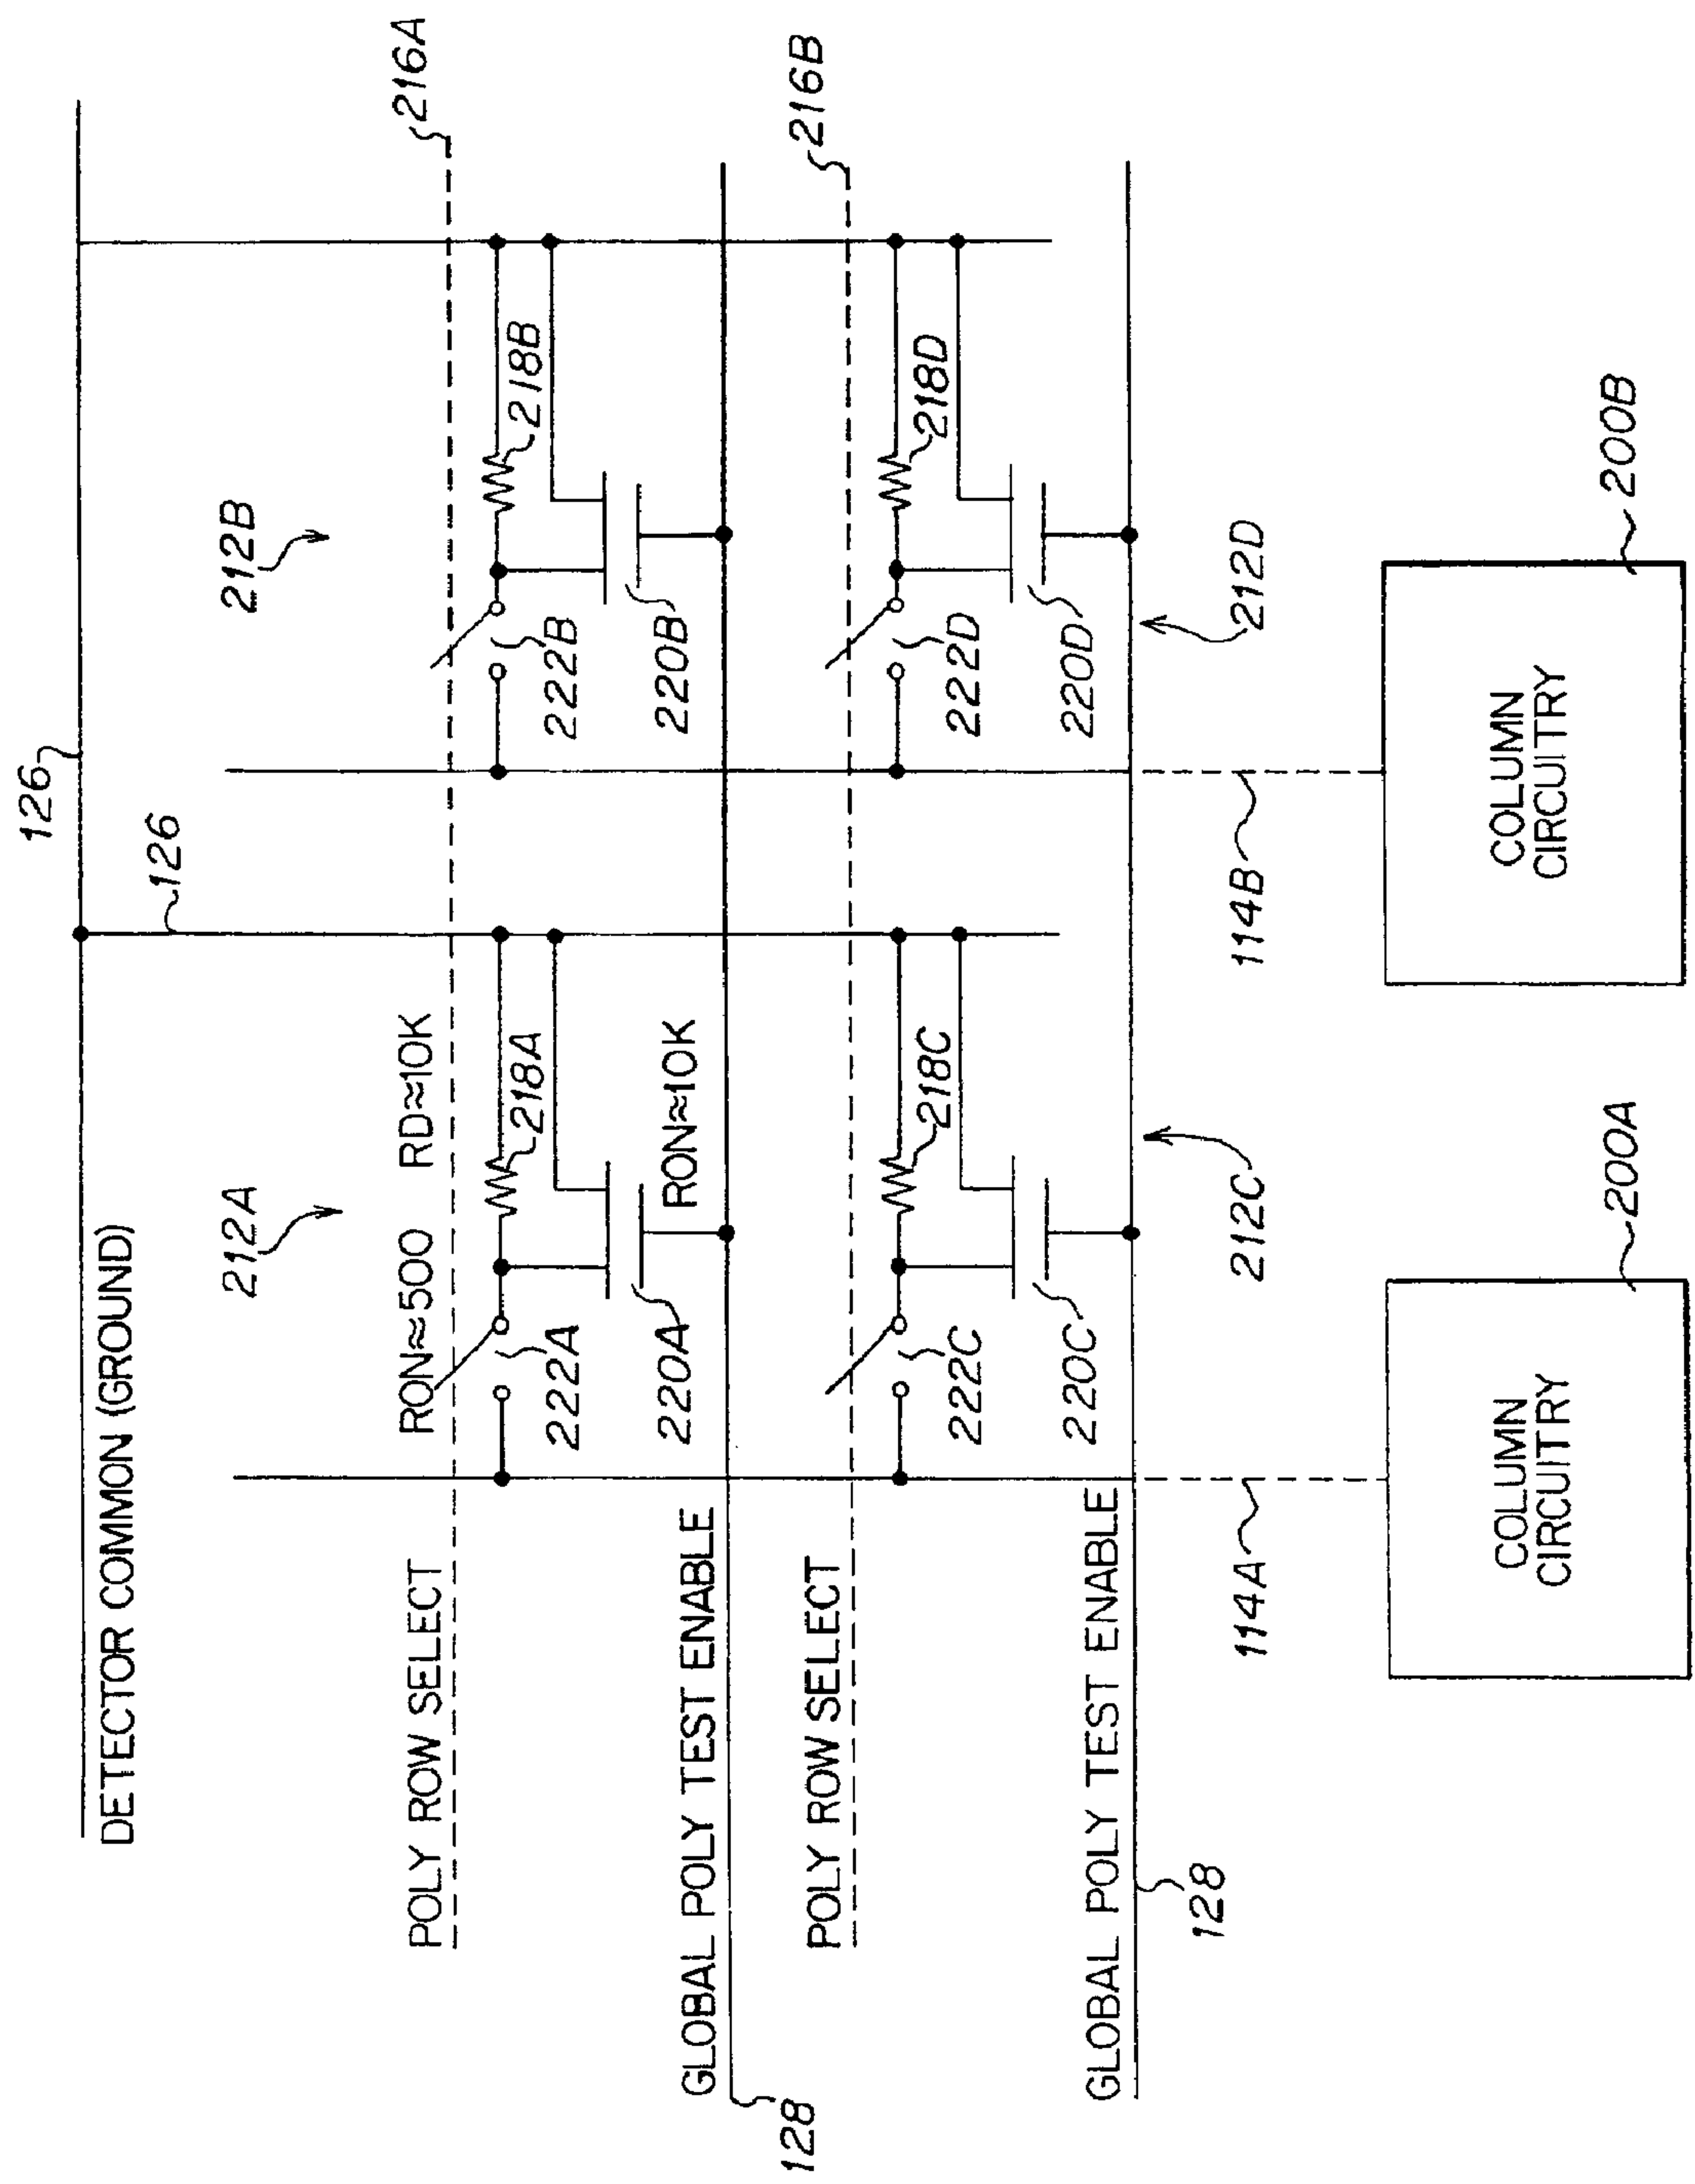 126
DETECTOR COMMON (GROUND)
126
212A
212B
216A
RON≈500 RD≈10K
POLY ROW SELECT
218A
218B
222A
222B
220A
RON≈10K
220B
GLOBAL POLY TEST ENABLE
128
216B
POLY ROW SELECT
218C
218D
222C
222D
220C
220D
GLOBAL POLY TEST ENABLE
128
114A
212C
114B
212D
200A
200B
COLUMN
CIRCUITRY
COLUMN
CIRCUITRY